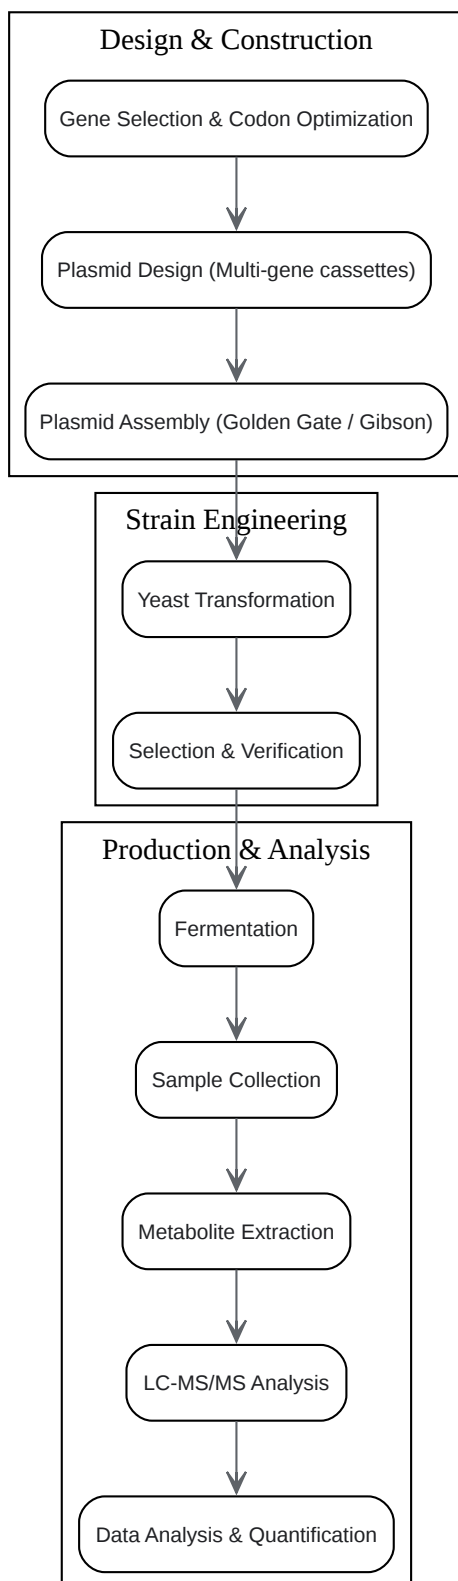 Design & Construction
Gene Selection & Codon Optimization
Plasmid Design (Multi-gene cassettes)
Plasmid Assembly (Golden Gate / Gibson)
Strain Engineering
Yeast Transformation
Selection & Verification
Production & Analysis
Fermentation
Sample Collection
Metabolite Extraction
LC-MS/MS Analysis
Data Analysis & Quantification